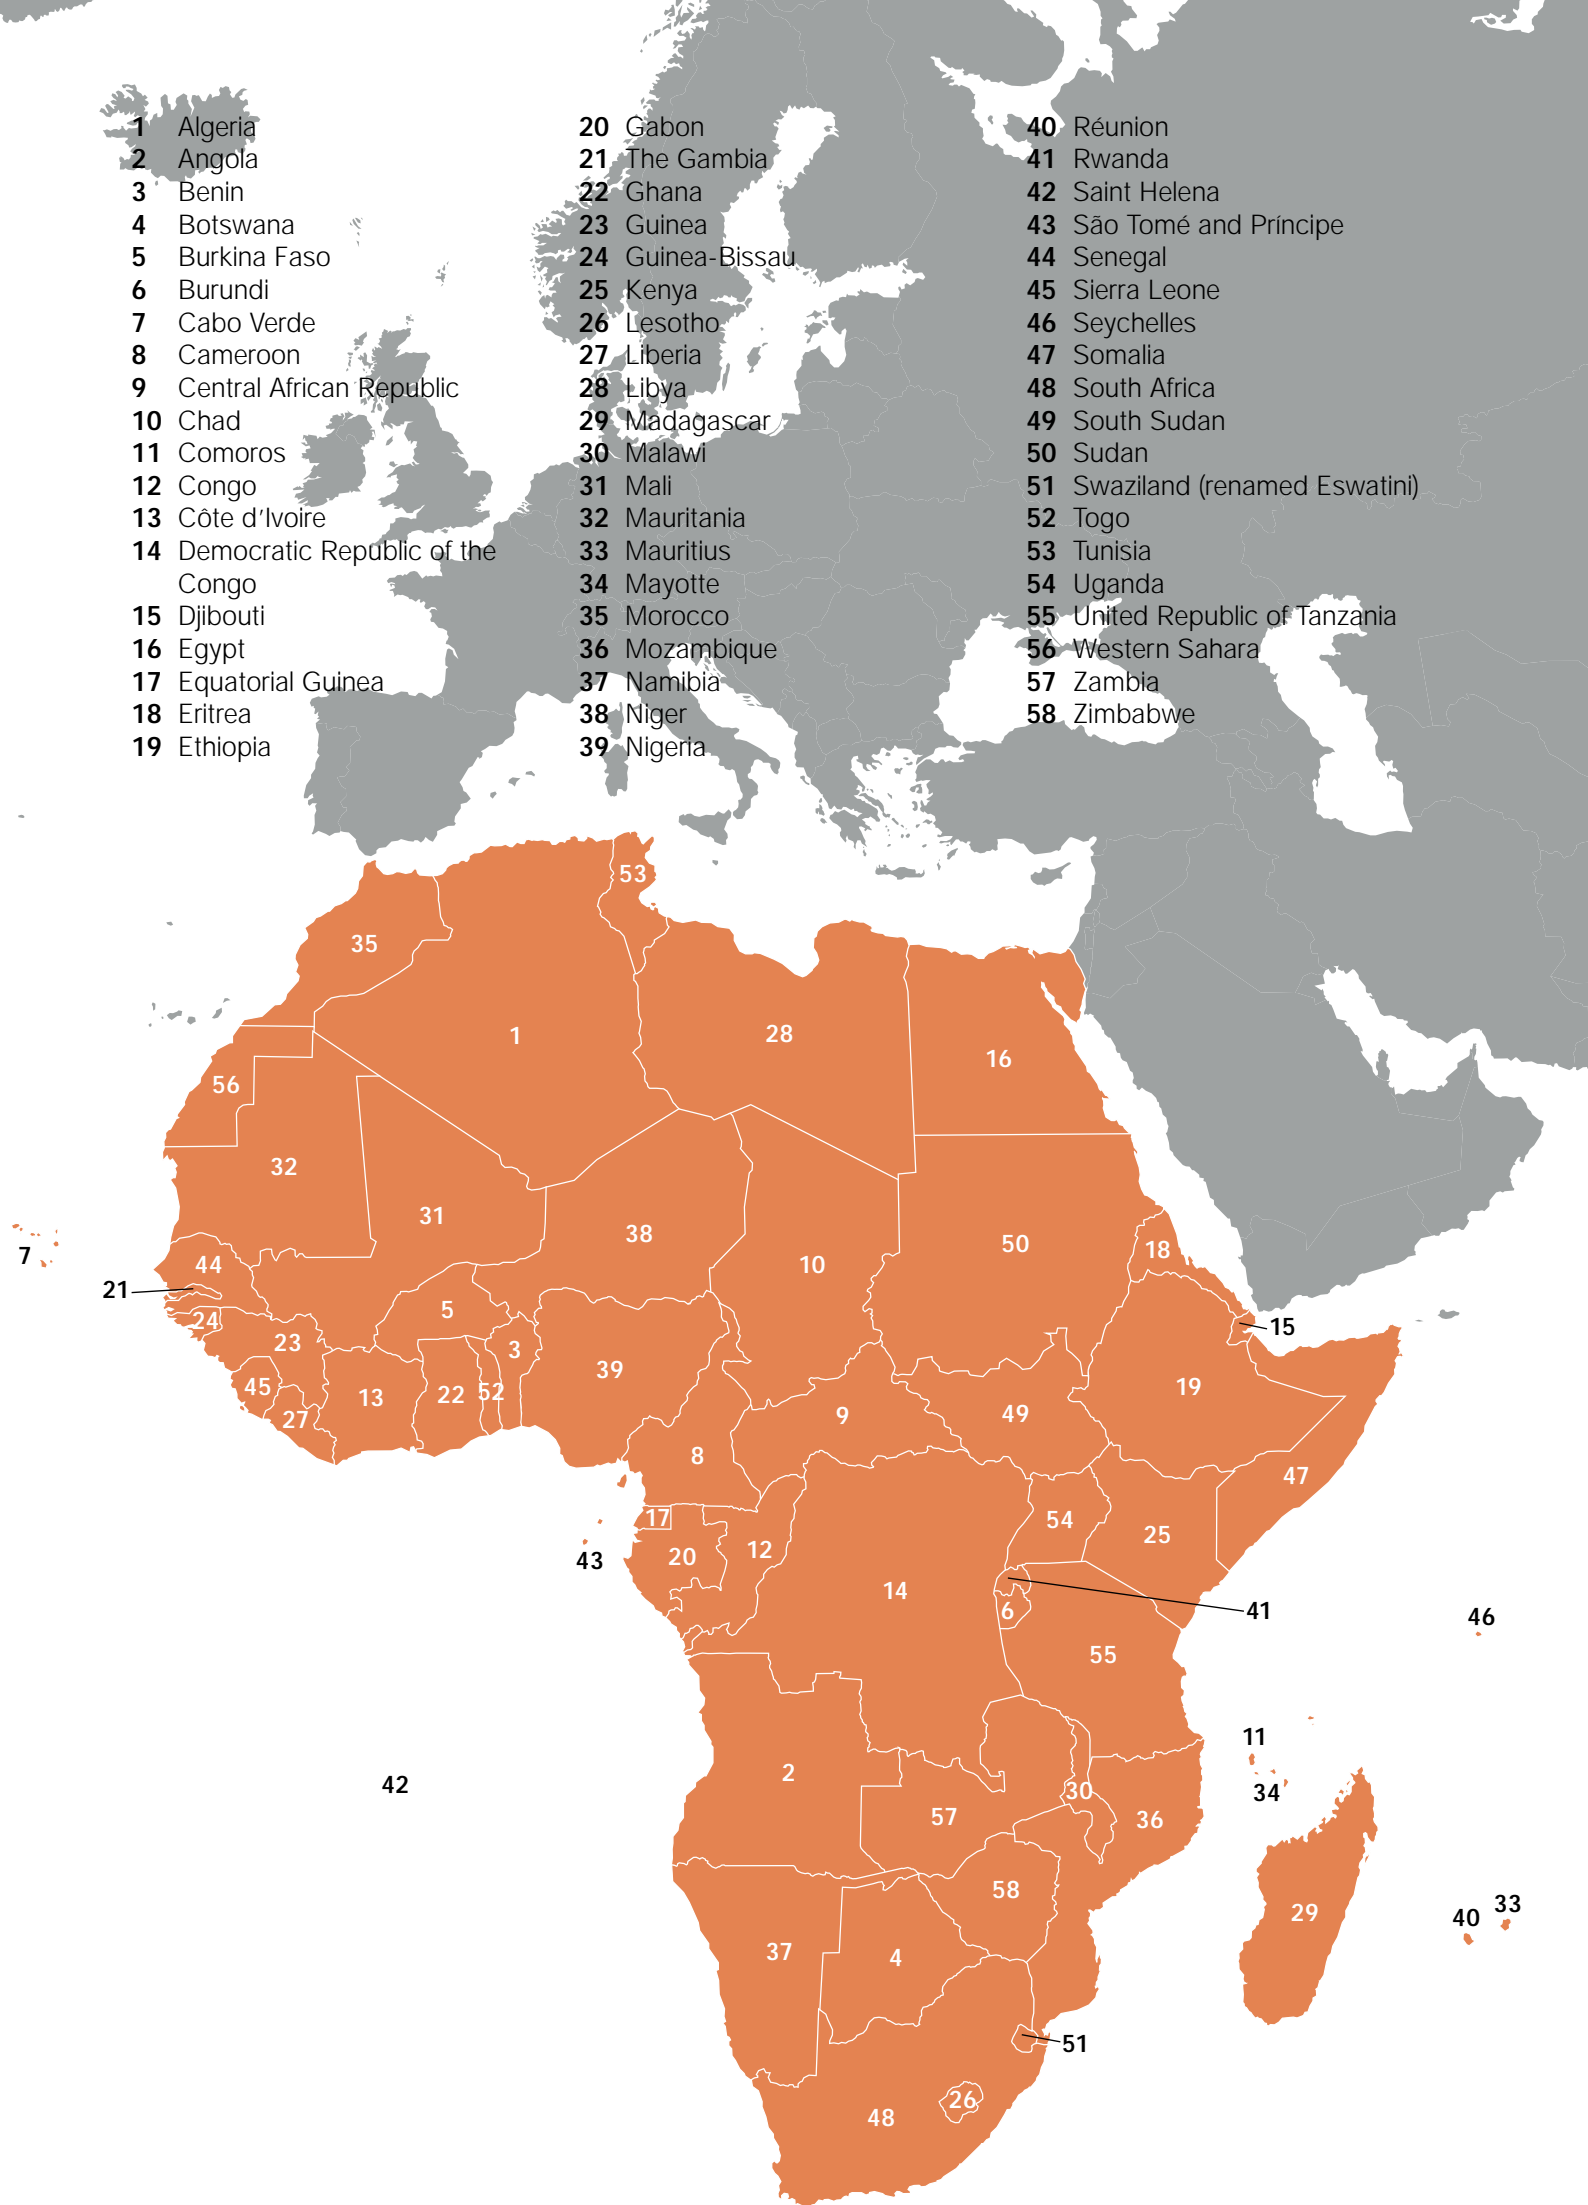 1 Algeria
2 Angola
3 Benin
4 Botswana
5 Burkina Faso
6 Burundi
7 Cabo Verde
8 Cameroon
9 Central African Republic
10 Chad
11 Comoros
12 Congo
13 Côte d'Ivoire
14 Democratic Republic of the
Congo
15 Djibouti
16 Egypt
17 Equatorial Guinea
18 Eritrea
19 Ethiopia
20 Gabon
21 The Gambia
22 Ghana
23 Guinea
24 Guinea-Bissau
25 Kenya
26 Lesotho
27 Liberia
28 Libya
29 Madagascar
30 Malawi
31 Mali
32 Mauritania
33 Mauritius
34 Mayotte
35 Morocco
36 Mozambique
37 Namibia
38 Niger
39 Nigeria
40 Réunion
41 Rwanda
42 Saint Helena
43 São Tomé and Príncipe
44 Senegal
45 Sierra Leone
46 Seychelles
47 Somalia
48 South Africa
49 South Sudan
50 Sudan
51 Swaziland (renamed Eswatini)
52 Togo
53 Tunisia
54 Uganda
55 United Republic of Tanzania
56 Western Sahara
57 Zambia
58 Zimbabwe
53
35
1
28
16
56
32
31
38
10
50
18
7
44
21
5
24
23
3
39
15
45
13
22
52
27
9
49
19
8
47
17
54
25
12
20
43
14
6
41
46
55
11
2
42
30
34
57
36
58
29
33
40
37
4
51
26
48